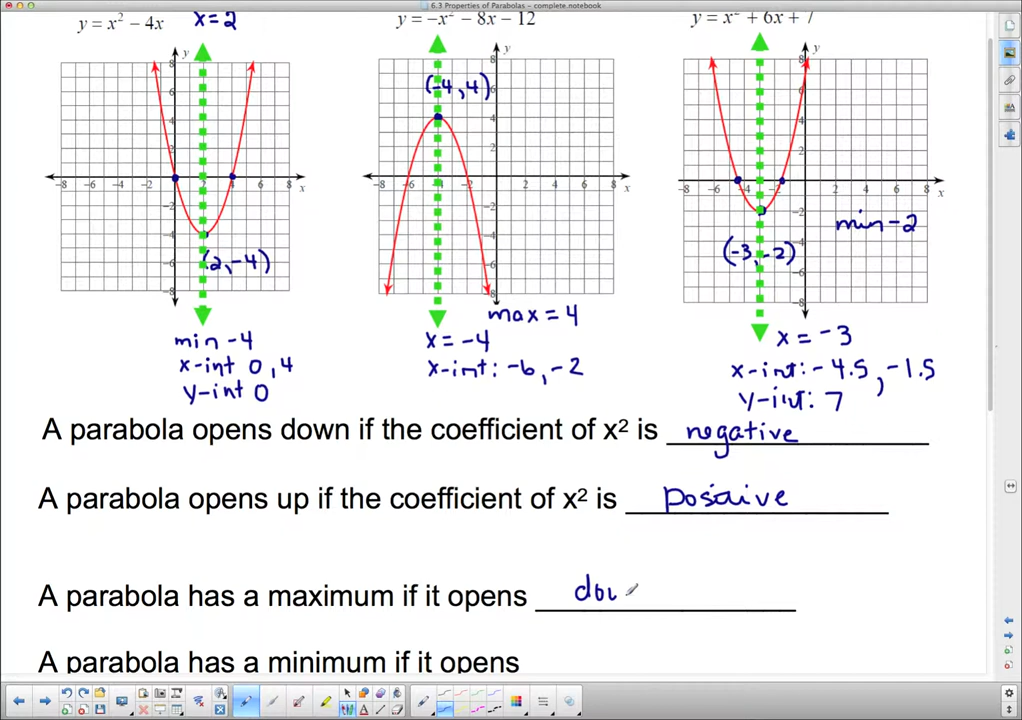 6.3 Properties of Parabolas - complete.notebook
y = x² − 4x
x = 2
y = −x² − 8x − 12
y = x² + 6x + 7
(2, -4)
min -4
x-int 0, 4
y-int 0
(-4, 4)
max = 4
x = -4
x-int: -6, -2
min -2
(-3, -2)
x = -3
x-int: -4.5, -1.5
y-int: 7
A parabola opens down if the coefficient of x² is negative
A parabola opens up if the coefficient of x² is posaive
A parabola has a maximum if it opens dou
A parabola has a minimum if it opens